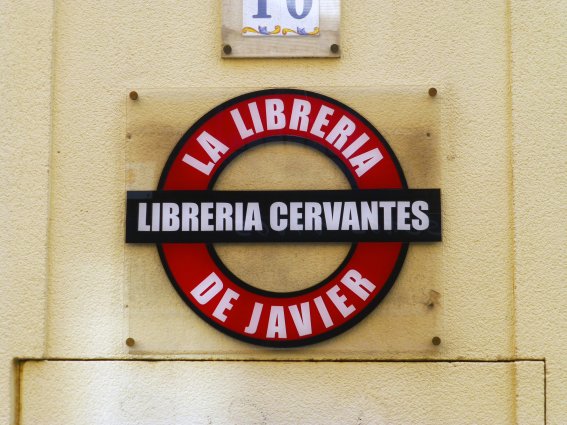 10
LA LIBRERIA
LIBRERIA CERVANTES
DE JAVIER